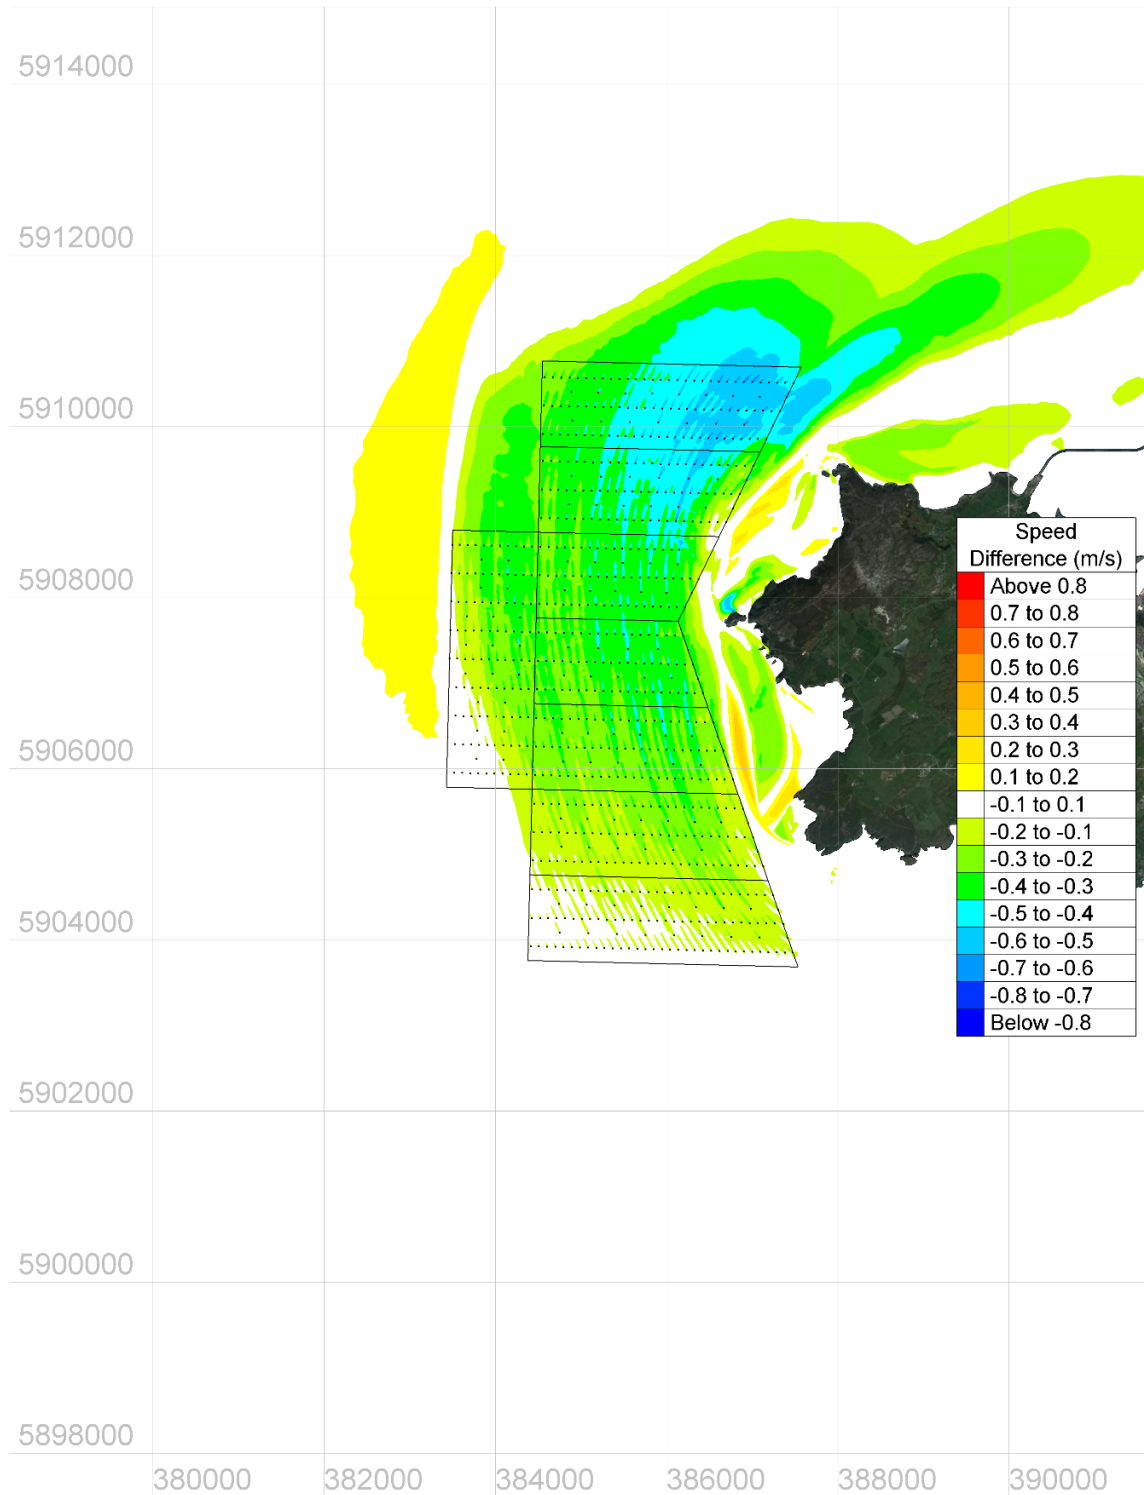 5914000
5912000
5910000
5908000
Speed
Difference (m/s)
Above 0.8
0.7 to 0.8
0.6 to 0.7
0.5 to 0.6
0.4 to 0.5
0.3 to 0.4
0.2 to 0.3
0.1 to 0.2
-0.1 to 0.1
-0.2 to -0.1
-0.3 to -0.2
-0.4 to -0.3
-0.5 to -0.4
-0.6 to -0.5
-0.7 to -0.6
-0.8 to -0.7
Below -0.8
5906000
5904000
5902000
5900000
5898000
380000 382000 384000 386000 388000 390000